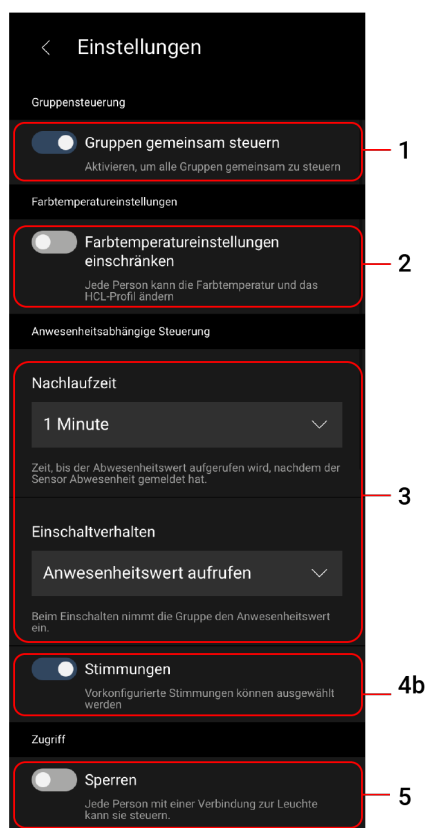 Einstellungen
Gruppensteuerung
Gruppen gemeinsam steuern
1
Aktivieren, um alle Gruppen gemeinsam zu steuern
Farbtemperatureinstellungen
Farbtemperatureinstellungen
einschränken
2
Jede Person kann die Farbtemperatur und das
HCL-Profil ändern
Anwesenheitsabhängige Steuerung
Nachlaufzeit
1 Minute
Zeit, bis der Abwesenheitswert aufgerufen wird, nachdem der
Sensor Abwesenheit gemeldet hat.
3
Einschaltverhalten
Anwesenheitswert aufrufen
Beim Einschalten nimmt die Gruppe den Anwesenheitswert
ein.
Stimmungen
4b
Vorkonfigurierte Stimmungen können ausgewählt
werden
Zugriff
Sperren
5
Jede Person mit einer Verbindung zur Leuchte
kann sie steuern.